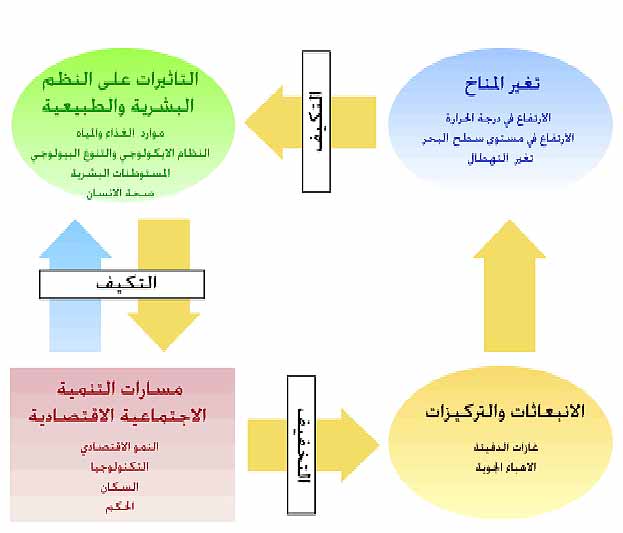 تغير المناخ
الارتفاع في درجة الحرارة
الارتفاع في مستوى سطح البحر
تغير التهطال
التكيف
التاثيرات على النظم
البشرية والطبيعية
موارد الغذاء والمياه
النظام الايكولوجي والتنوع البيولوجي
المستوطنات البشرية
صحة الانسان
التكيف
مسارات التنمية
الاجتماعية الاقتصادية
النمو الاقتصادي
التكنولوجيا
السكان
الحكم
التخفيف
الانبعاثات والتركيزات
غازات الدفيئة
الاهباء الجوية